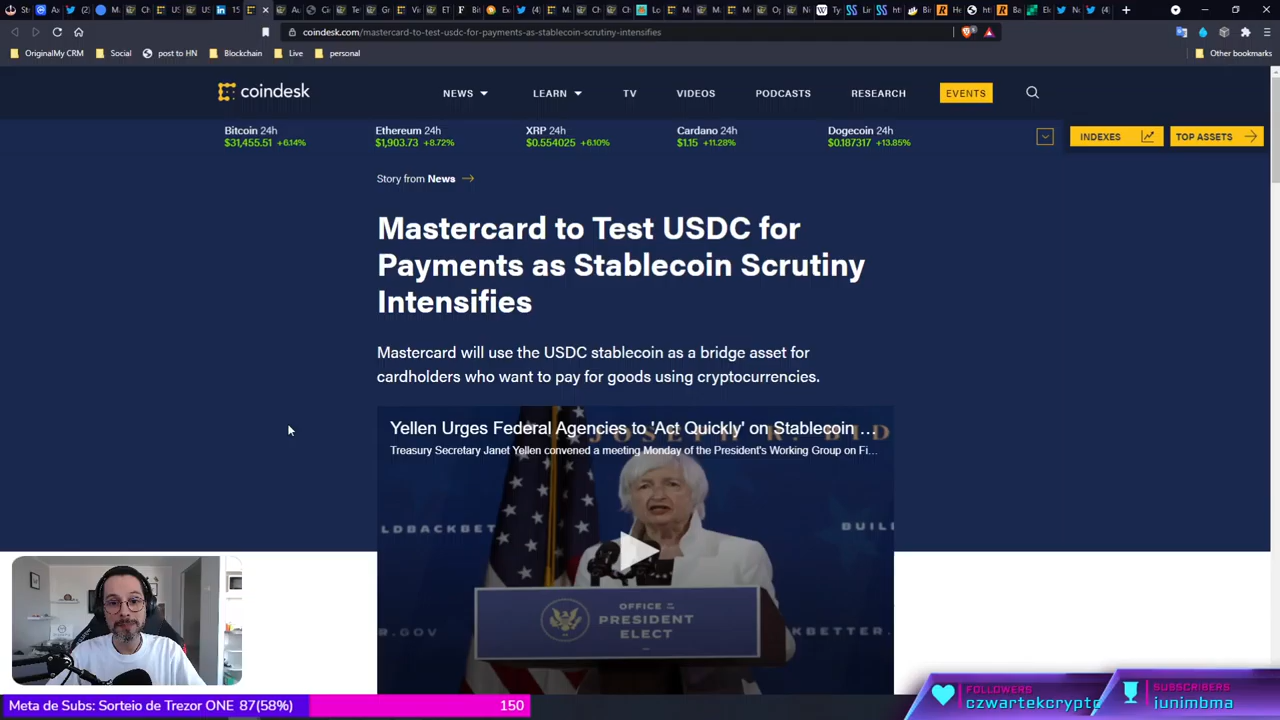 coindesk.com/mastercard-to-test-usdc-for-payments-as-stablecoin-scrutiny-intensifies
OriginalMy CRM
Social
post to HN
Blockchain
Live
personal
Other bookmarks
coindesk
NEWS
LEARN
TV
VIDEOS
PODCASTS
RESEARCH
EVENTS
Bitcoin 24h
$31,455.51 +6.14%
Ethereum 24h
$1,903.73 +8.72%
XRP 24h
$0.554025 +6.10%
Cardano 24h
$1.15 +11.28%
Dogecoin 24h
$0.187317 +13.85%
INDEXES
TOP ASSETS
Story from News
Mastercard to Test USDC for
Payments as Stablecoin Scrutiny
Intensifies
Mastercard will use the USDC stablecoin as a bridge asset for
cardholders who want to pay for goods using cryptocurrencies.
Yellen Urges Federal Agencies to 'Act Quickly' on Stablecoin ...
Treasury Secretary Janet Yellen convened a meeting Monday of the President's Working Group on Fi...
JOSEPH R. BID
LDBACKBET
BUIL
OFFICE OF
PRESIDENT
ELECT
R.GOV
KBETTER.
Meta de Subs: Sorteio de Trezor ONE 87(58%)
150
FOLLOWERS
czwartekcrypto
SUBSCRIBERS
junimbma